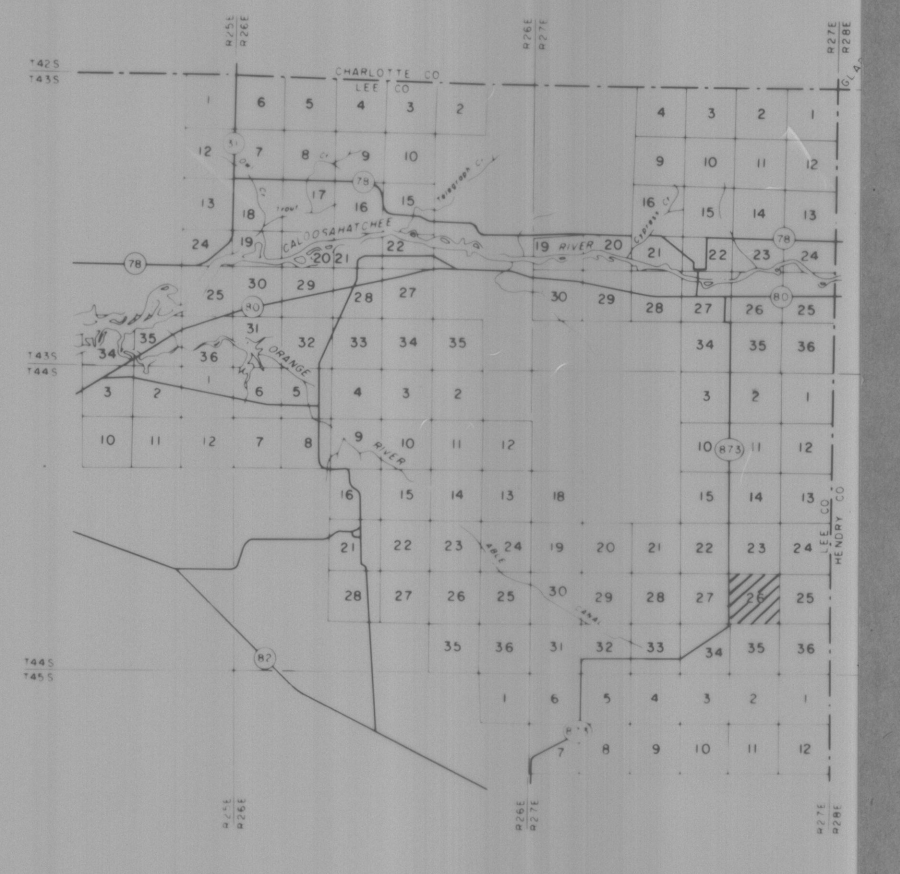 R25E R26E R26E R27E R27E R28E
T42S
T43S
CHARLOTTE CO
LEE CO
1 6 5 4 3 2 4 3 2 1
31
12 7 8 9 10 9 10 11 12
78
13 18 17 16 15 16 15 14 13
24 19 20 21 22 19 RIVER 20 21 22 23 24
CALOOSAHATCHEE
78 78
25 30 29 28 27 30 29 28 27 26 25
80 80
31
34 35 36 32 33 34 35 34 35 36
ORANGE
T43S
T44S
3 2 1 6 5 4 3 2 3 2 1
10 11 12 7 8 9 10 11 12 10 873 11 12
RIVER
16 15 14 13 18 15 14 13
LEE CO
HENDRY CO
21 22 23 24 19 20 21 22 23 24
ABLE
28 27 26 25 30 29 28 27 26 25
CANAL
35 36 31 32 33 34 35 36
82
T44S
T45S
1 6 5 4 3 2 1
7 8 9 10 11 12
R25E R26E R26E R27E R27E R28E